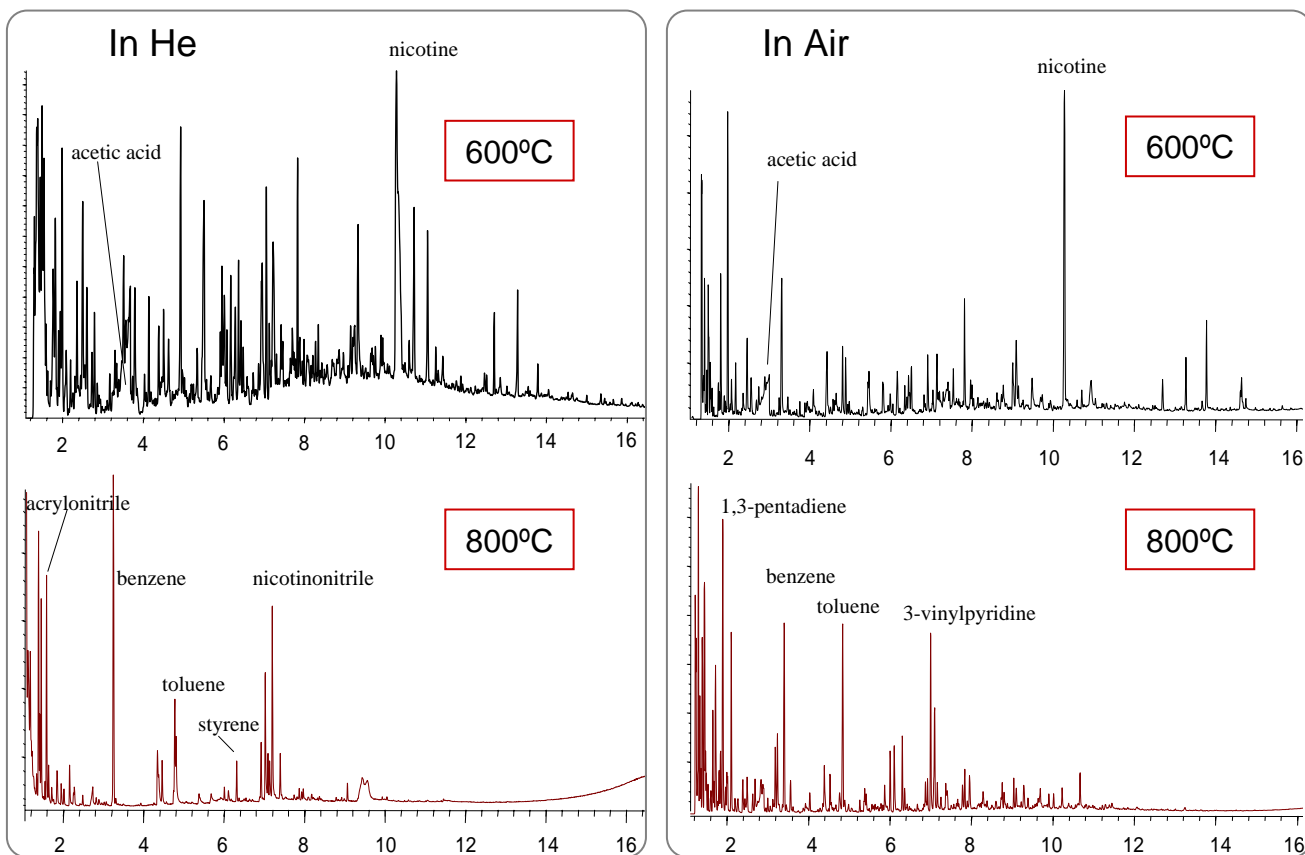 In He
nicotine
acetic acid
600ºC
2 4 6 8 10 12 14 16
acrylonitrile
800ºC
benzene
nicotinonitrile
toluene
styrene
2 4 6 8 10 12 14 16
In Air
nicotine
600ºC
acetic acid
2 4 6 8 10 12 14 16
1,3-pentadiene
800ºC
benzene
toluene
3-vinylpyridine
2 4 6 8 10 12 14 16